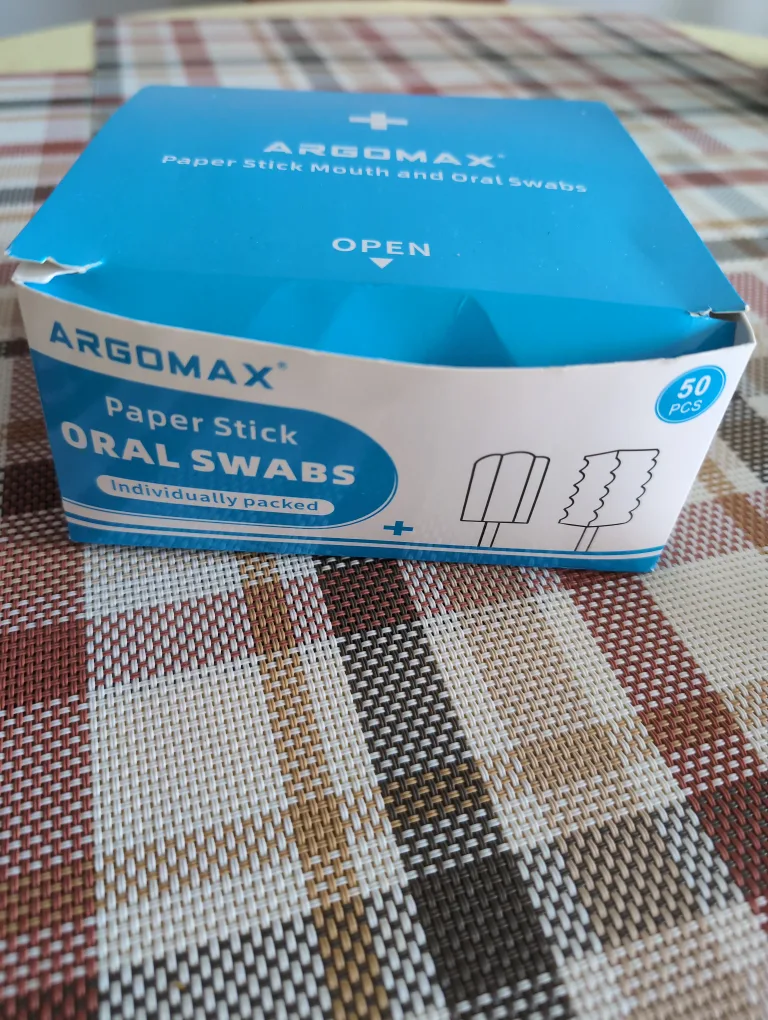 ARGOMAX®
Paper Stick Mouth and Oral Swabs
OPEN
ARGOMAX®
Paper Stick
ORAL SWABS
Individually packed
50
PCS